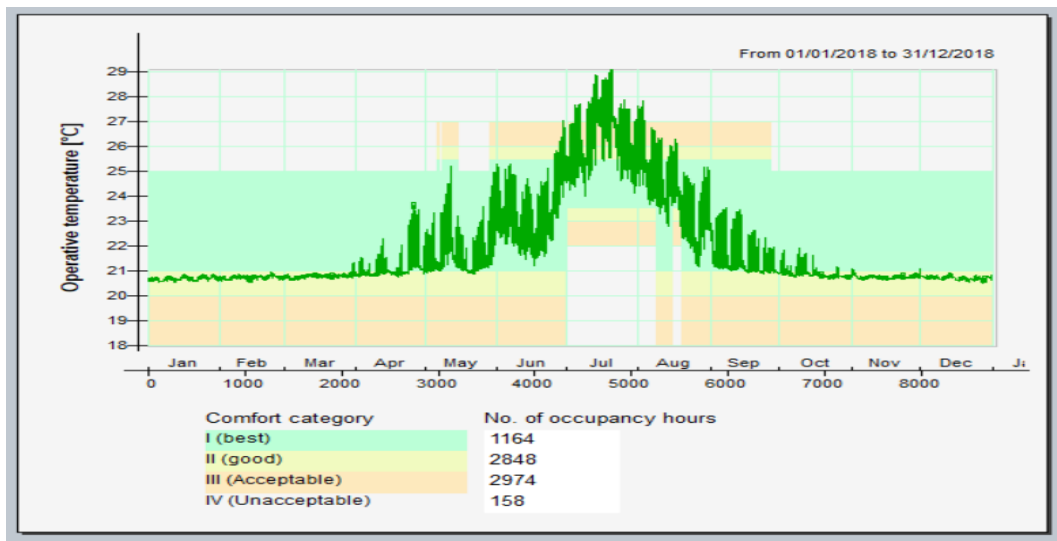 From 01/01/2018 to 31/12/2018
Operative temperature [°C]
29
28
27
26
25
24
23
22
21
20
19
18
Jan Feb Mar Apr May Jun Jul Aug Sep Oct Nov Dec
0 1000 2000 3000 4000 5000 6000 7000 8000
Comfort category No. of occupancy hours
I (best) 1164
II (good) 2848
III (Acceptable) 2974
IV (Unacceptable) 158